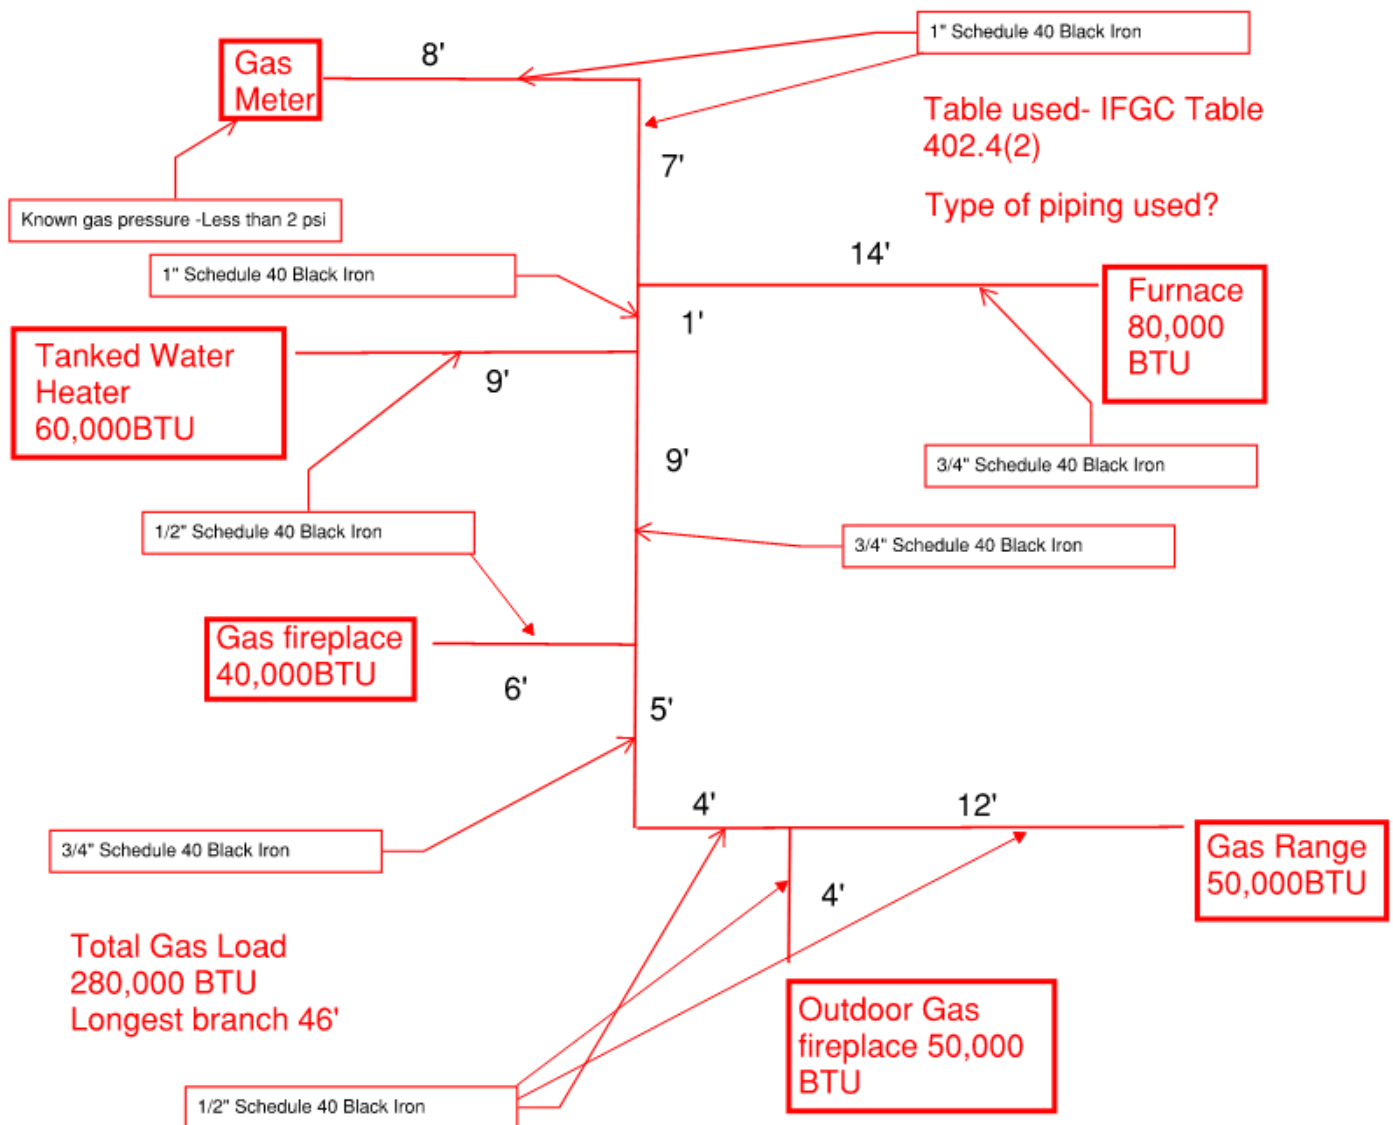 1" Schedule 40 Black Iron
8'
Gas
Meter
Table used- IFGC Table
402.4(2)
7'
Type of piping used?
Known gas pressure -Less than 2 psi
14'
1" Schedule 40 Black Iron
Furnace
80,000
BTU
1'
Tanked Water
Heater
60,000BTU
9'
9'
3/4" Schedule 40 Black Iron
1/2" Schedule 40 Black Iron
3/4" Schedule 40 Black Iron
Gas fireplace
40,000BTU
6'
5'
4'
12'
3/4" Schedule 40 Black Iron
Gas Range
50,000BTU
4'
Total Gas Load
280,000 BTU
Longest branch 46'
Outdoor Gas
fireplace 50,000
BTU
1/2" Schedule 40 Black Iron